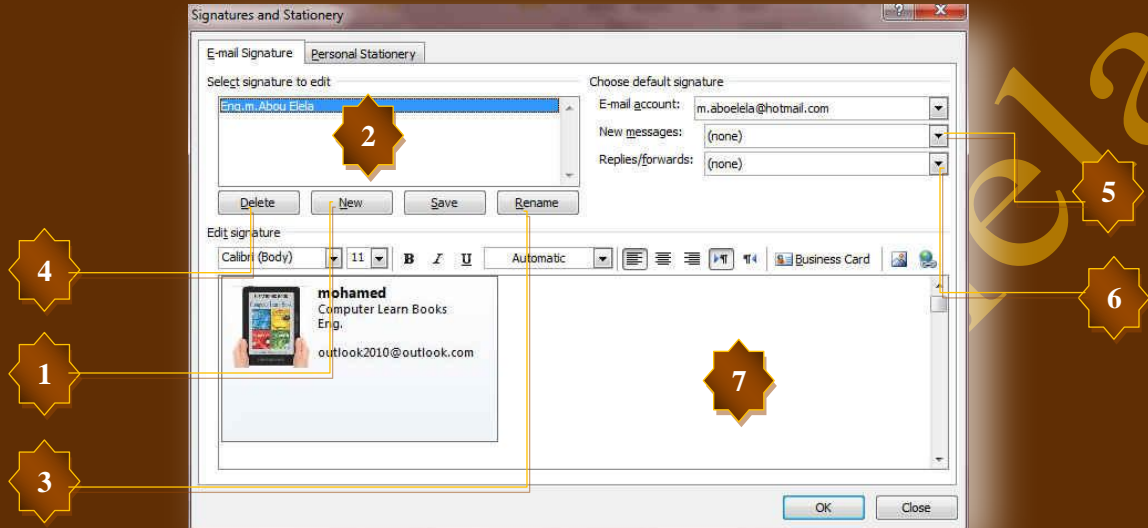 Signatures and Stationery
E-mail Signature
Personal Stationery
Select signature to edit
Choose default signature
Eng.m.Abou Elela
E-mail account:
m.aboelela@hotmail.com
New messages:
(none)
Replies/forwards:
(none)
Delete
New
Save
Rename
Edit signature
Calibri (Body)
11
B
I
U
Automatic
Business Card
mohamed
Computer Learn Books
Eng.
outlook2010@outlook.com
OK
Close
2
5
4
6
1
7
3
ela